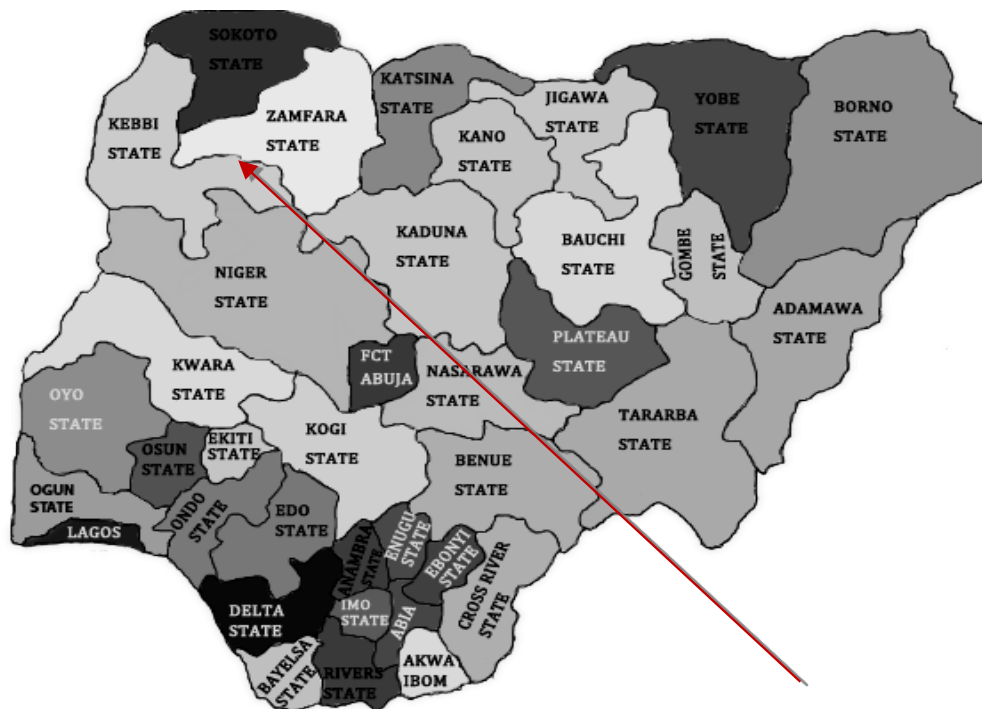 SOKOTO
STATE
KEBBI
STATE
ZAMFARA
STATE
KATSINA
STATE
KANO
STATE
JIGAWA
STATE
YOBE
STATE
BORNO
STATE
NIGER
STATE
KADUNA
STATE
BAUCHI
STATE
GOMBE
STATE
ADAMAWA
STATE
KWARA
STATE
FCT
ABUJA
NASARAWA
STATE
PLATEAU
STATE
TARARBA
STATE
OYO
STATE
OSUN
STATE
EKITI
STATE
KOGI
STATE
BENUE
STATE
OGUN
STATE
LAGOS
ONDO
STATE
EDO
STATE
ANAMBRA
STATE
ENUGU
STATE
EBONYI
STATE
CROSS RIVER
STATE
DELTA
STATE
IMO
STATE
ABIA
BAYELSA
STATE
RIVERS
STATE
AKWA
IBOM